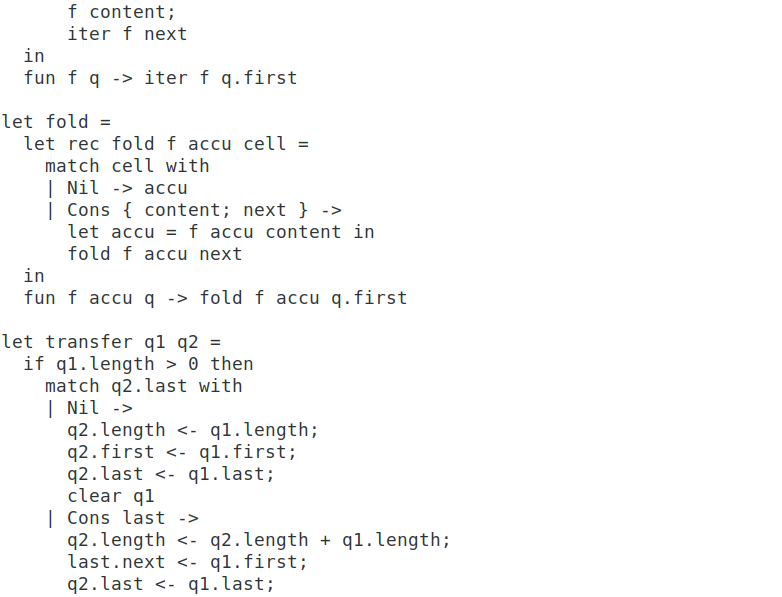 f content;
      iter f next
  in
  fun f q -> iter f q.first

let fold =
  let rec fold f accu cell =
    match cell with
    | Nil -> accu
    | Cons { content; next } ->
      let accu = f accu content in
      fold f accu next
  in
  fun f accu q -> fold f accu q.first

let transfer q1 q2 =
  if q1.length > 0 then
    match q2.last with
    | Nil ->
      q2.length <- q1.length;
      q2.first <- q1.first;
      q2.last <- q1.last;
      clear q1
    | Cons last ->
      q2.length <- q2.length + q1.length;
      last.next <- q1.first;
      q2.last <- q1.last;